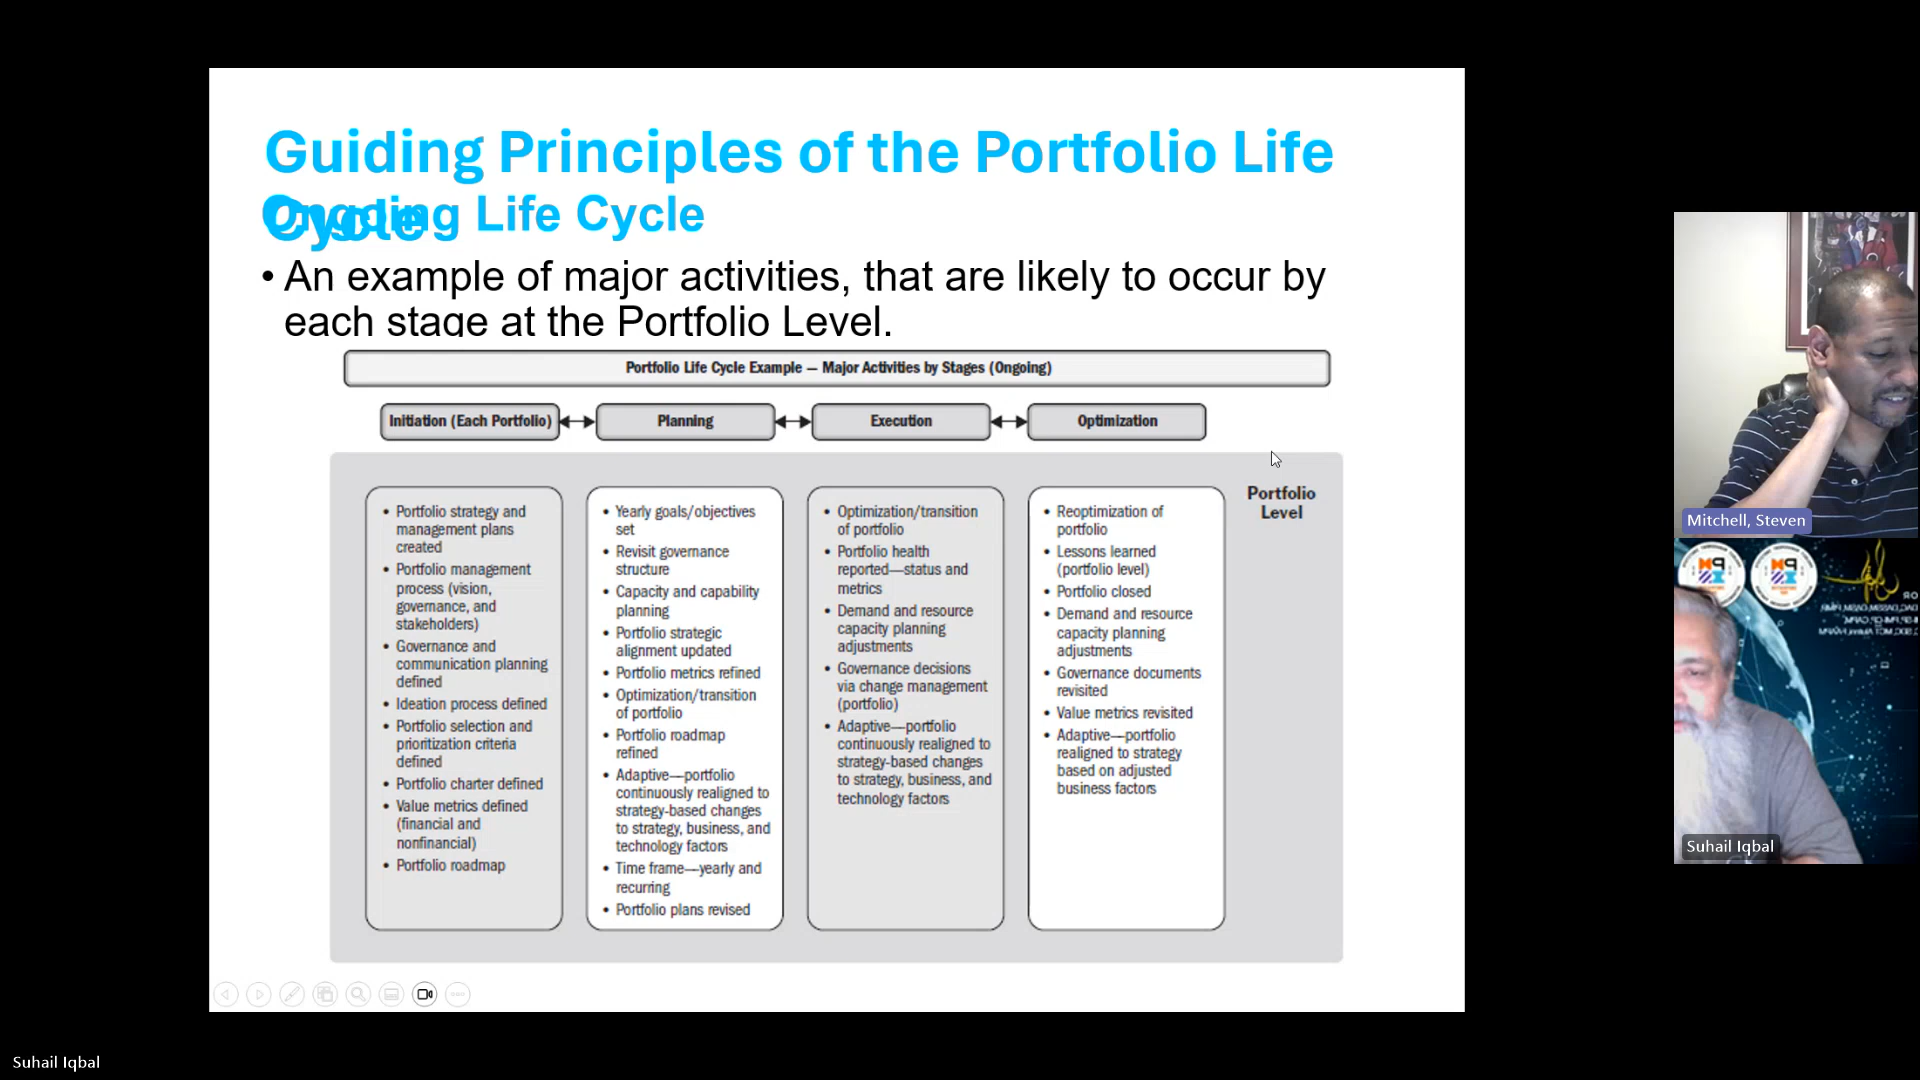 Guiding Principles of the Portfolio Life
Cycle
Ongoing Life Cycle
• An example of major activities, that are likely to occur by
each stage at the Portfolio Level.
Portfolio Life Cycle Example — Major Activities by Stages (Ongoing)
Initiation (Each Portfolio)
Planning
Execution
Optimization
• Portfolio strategy and
management plans
created
• Portfolio management
process (vision,
governance, and
stakeholders)
• Governance and
communication planning
defined
• Ideation process defined
• Portfolio selection and
prioritization criteria
defined
• Portfolio charter defined
• Value metrics defined
(financial and
nonfinancial)
• Portfolio roadmap
• Yearly goals/objectives
set
• Revisit governance
structure
• Capacity and capability
planning
• Portfolio strategic
alignment updated
• Portfolio metrics refined
• Optimization/transition
of portfolio
• Portfolio roadmap
refined
• Adaptive—portfolio
continuously realigned to
strategy-based changes
to strategy, business, and
technology factors
• Time frame—yearly and
recurring
• Portfolio plans revised
• Optimization/transition
of portfolio
• Portfolio health
reported—status and
metrics
• Demand and resource
capacity planning
adjustments
• Governance decisions
via change management
(portfolio)
• Adaptive—portfolio
continuously realigned to
strategy-based changes
to strategy, business, and
technology factors
• Reoptimization of
portfolio
• Lessons learned
(portfolio level)
• Portfolio closed
• Demand and resource
capacity planning
adjustments
• Governance documents
revisited
• Value metrics revisited
• Adaptive—portfolio
realigned to strategy
based on adjusted
business factors
Portfolio
Level
Mitchell, Steven
Suhail Iqbal
Suhail Iqbal